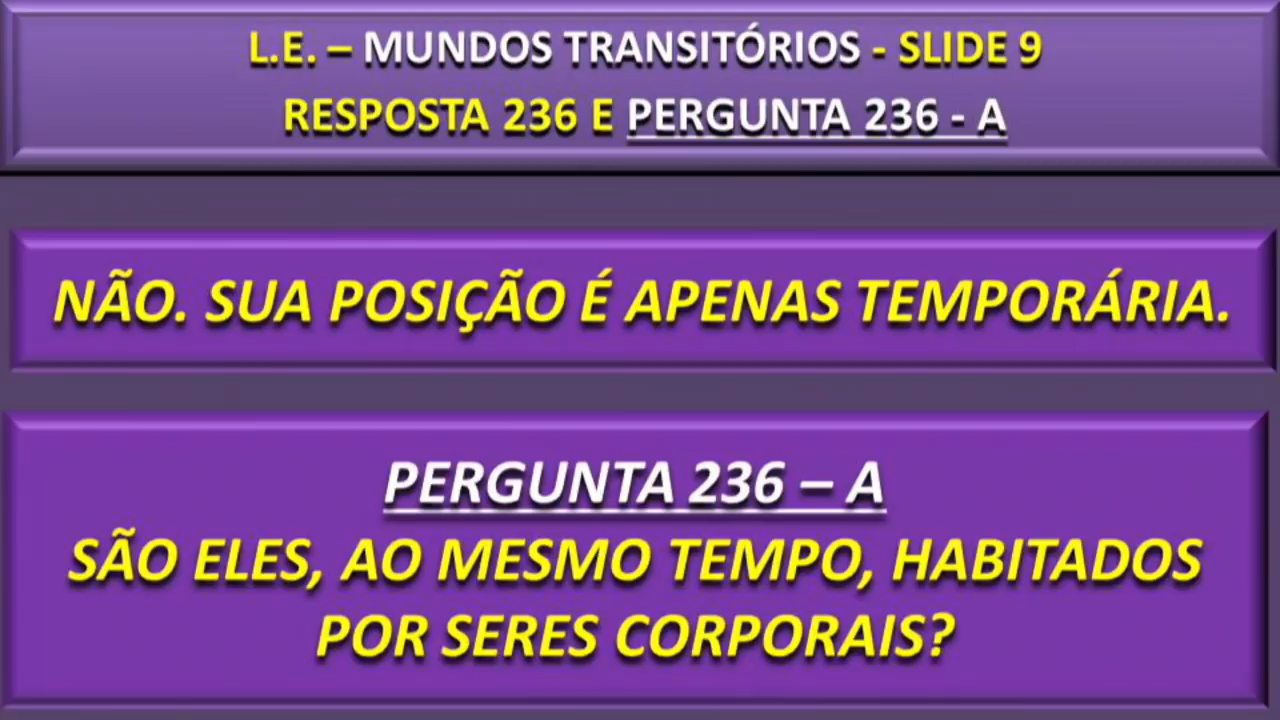 L.E. – MUNDOS TRANSITÓRIOS - SLIDE 9
RESPOSTA 236 E PERGUNTA 236 - A
NÃO. SUA POSIÇÃO É APENAS TEMPORÁRIA.
PERGUNTA 236 – A
SÃO ELES, AO MESMO TEMPO, HABITADOS
POR SERES CORPORAIS?